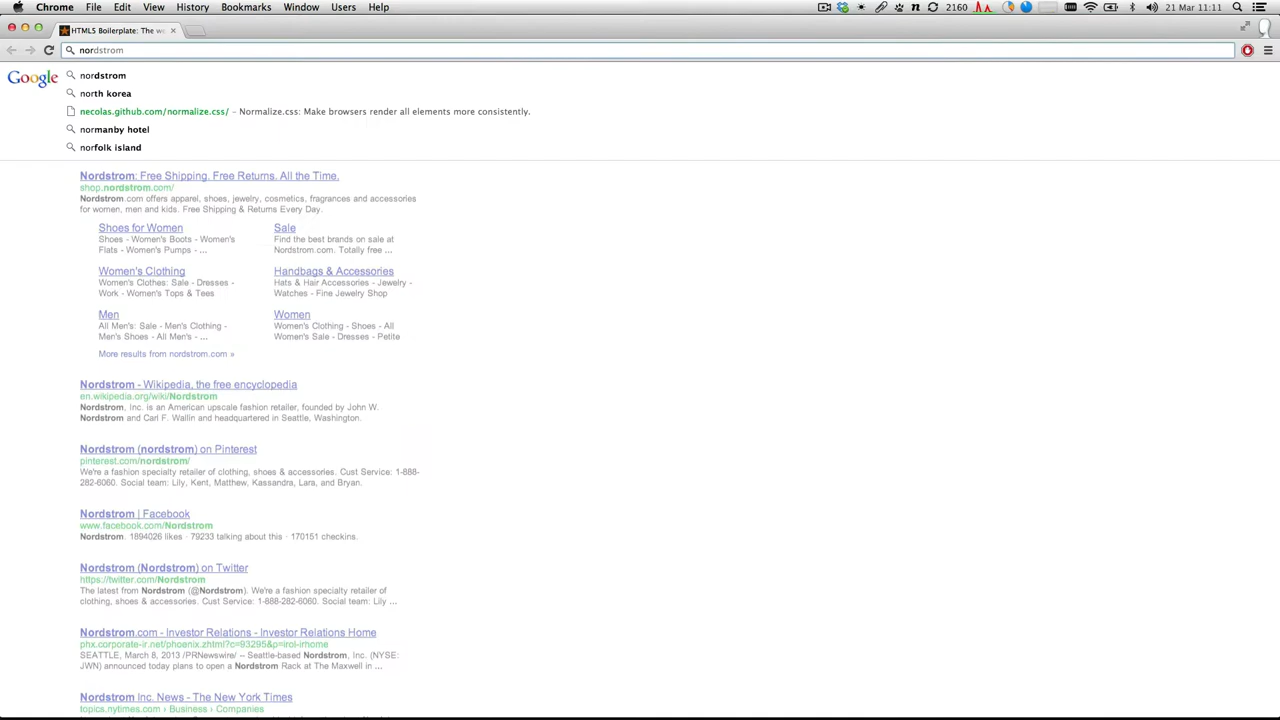 Chrome File Edit View History Bookmarks Window Users Help 2160 21 Mar 11:11
HTML5 Boilerplate: The we
nordstrom
Google
nordstrom
north korea
necolas.github.com/normalize.css/ – Normalize.css: Make browsers render all elements more consistently.
normanby hotel
norfolk island
Nordstrom: Free Shipping. Free Returns. All the Time.
shop.nordstrom.com/
Nordstrom.com offers apparel, shoes, jewelry, cosmetics, fragrances and accessories
for women, men and kids. Free Shipping & Returns Every Day.
Shoes for Women
Shoes - Women's Boots - Women's
Flats - Women's Pumps - ...
Sale
Find the best brands on sale at
Nordstrom.com. Totally free ...
Women's Clothing
Women's Clothes: Sale - Dresses -
Work - Women's Tops & Tees
Handbags & Accessories
Hats & Hair Accessories - Jewelry -
Watches - Fine Jewelry Shop
Men
All Men's: Sale - Men's Clothing -
Men's Shoes - All Men's - ...
Women
Women's Clothing - Shoes - All
Women's Sale - Dresses - Petite
More results from nordstrom.com »
Nordstrom - Wikipedia, the free encyclopedia
en.wikipedia.org/wiki/Nordstrom
Nordstrom, Inc. is an American upscale fashion retailer, founded by John W.
Nordstrom and Carl F. Wallin and headquartered in Seattle, Washington.
Nordstrom (nordstrom) on Pinterest
pinterest.com/nordstrom/
We're a fashion specialty retailer of clothing, shoes & accessories. Cust Service: 1-888-
282-6060. Social team: Lily, Kent, Matthew, Kassandra, Lara, and Bryan.
Nordstrom | Facebook
www.facebook.com/Nordstrom
Nordstrom. 1894026 likes · 79233 talking about this · 170151 checkins.
Nordstrom (Nordstrom) on Twitter
https://twitter.com/Nordstrom
The latest from Nordstrom (@Nordstrom). We're a fashion specialty retailer of
clothing, shoes & accessories. Cust Service: 1-888-282-6060. Social team: Lily ...
Nordstrom.com - Investor Relations - Investor Relations Home
phx.corporate-ir.net/phoenix.zhtml?c=93295&p=irol-irhome
SEATTLE, March 8, 2013 /PRNewswire/ -- Seattle-based Nordstrom, Inc. (NYSE:
JWN) announced today plans to open a Nordstrom Rack at The Maxwell in ...
Nordstrom Inc. News - The New York Times
topics.nytimes.com › Business › Companies